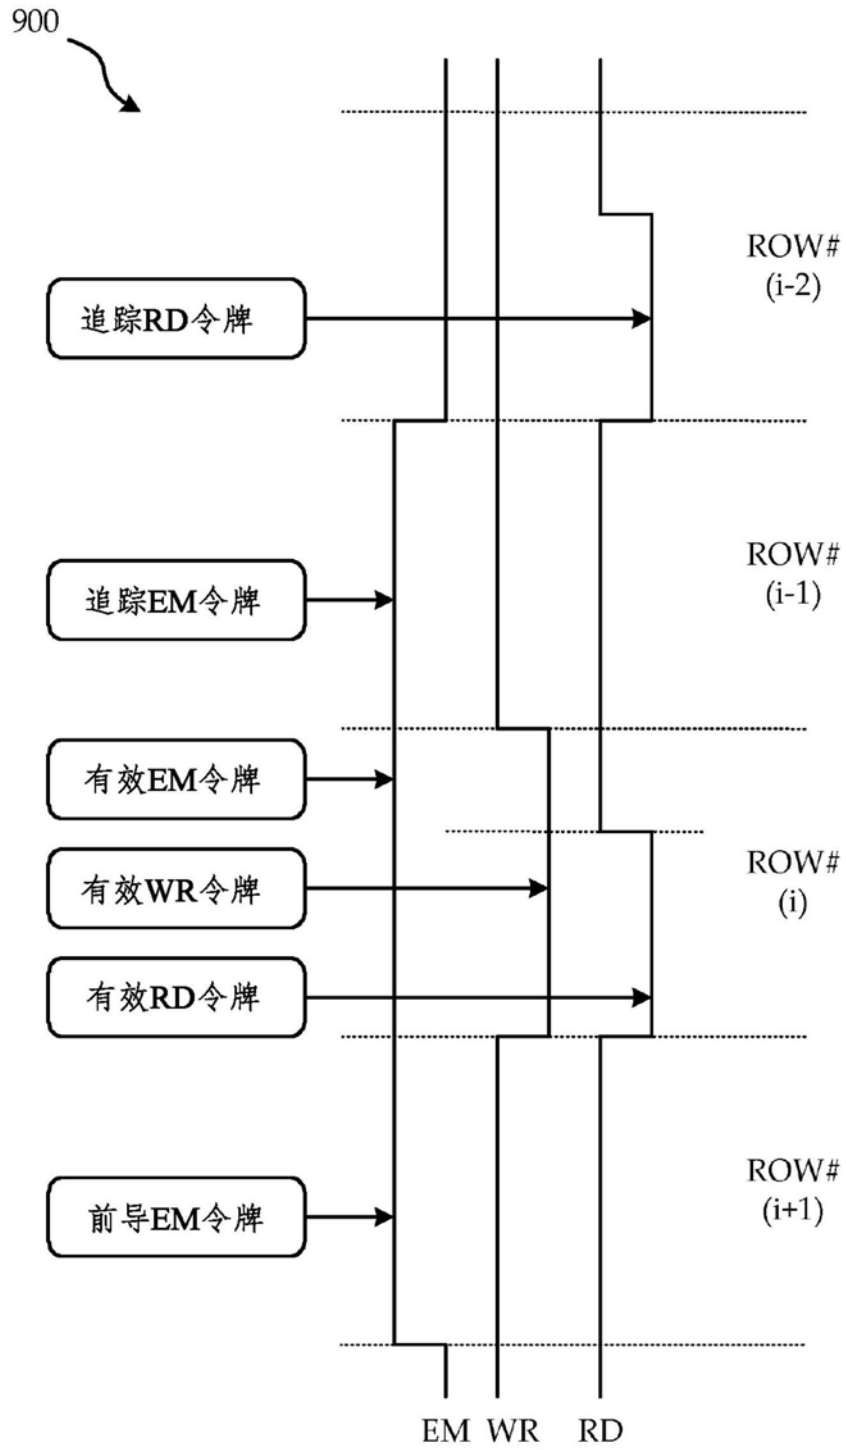 900
ROW#
(i-2)
追踪RD令牌
ROW#
(i-1)
追踪EM令牌
有效EM令牌
ROW#
(i)
有效WR令牌
有效RD令牌
ROW#
(i+1)
前导EM令牌
EM WR RD